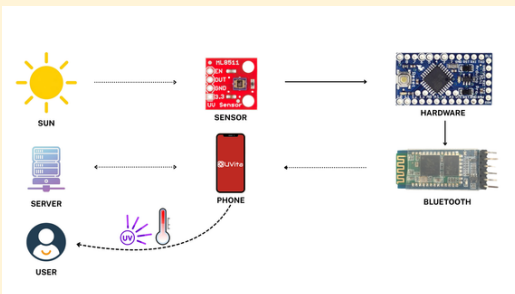 ML8511
EN
OUT
GND
3.3
UV Sensor
SUN
SENSOR
HARDWARE
UVite
SERVER
PHONE
BLUETOOTH
UV
USER